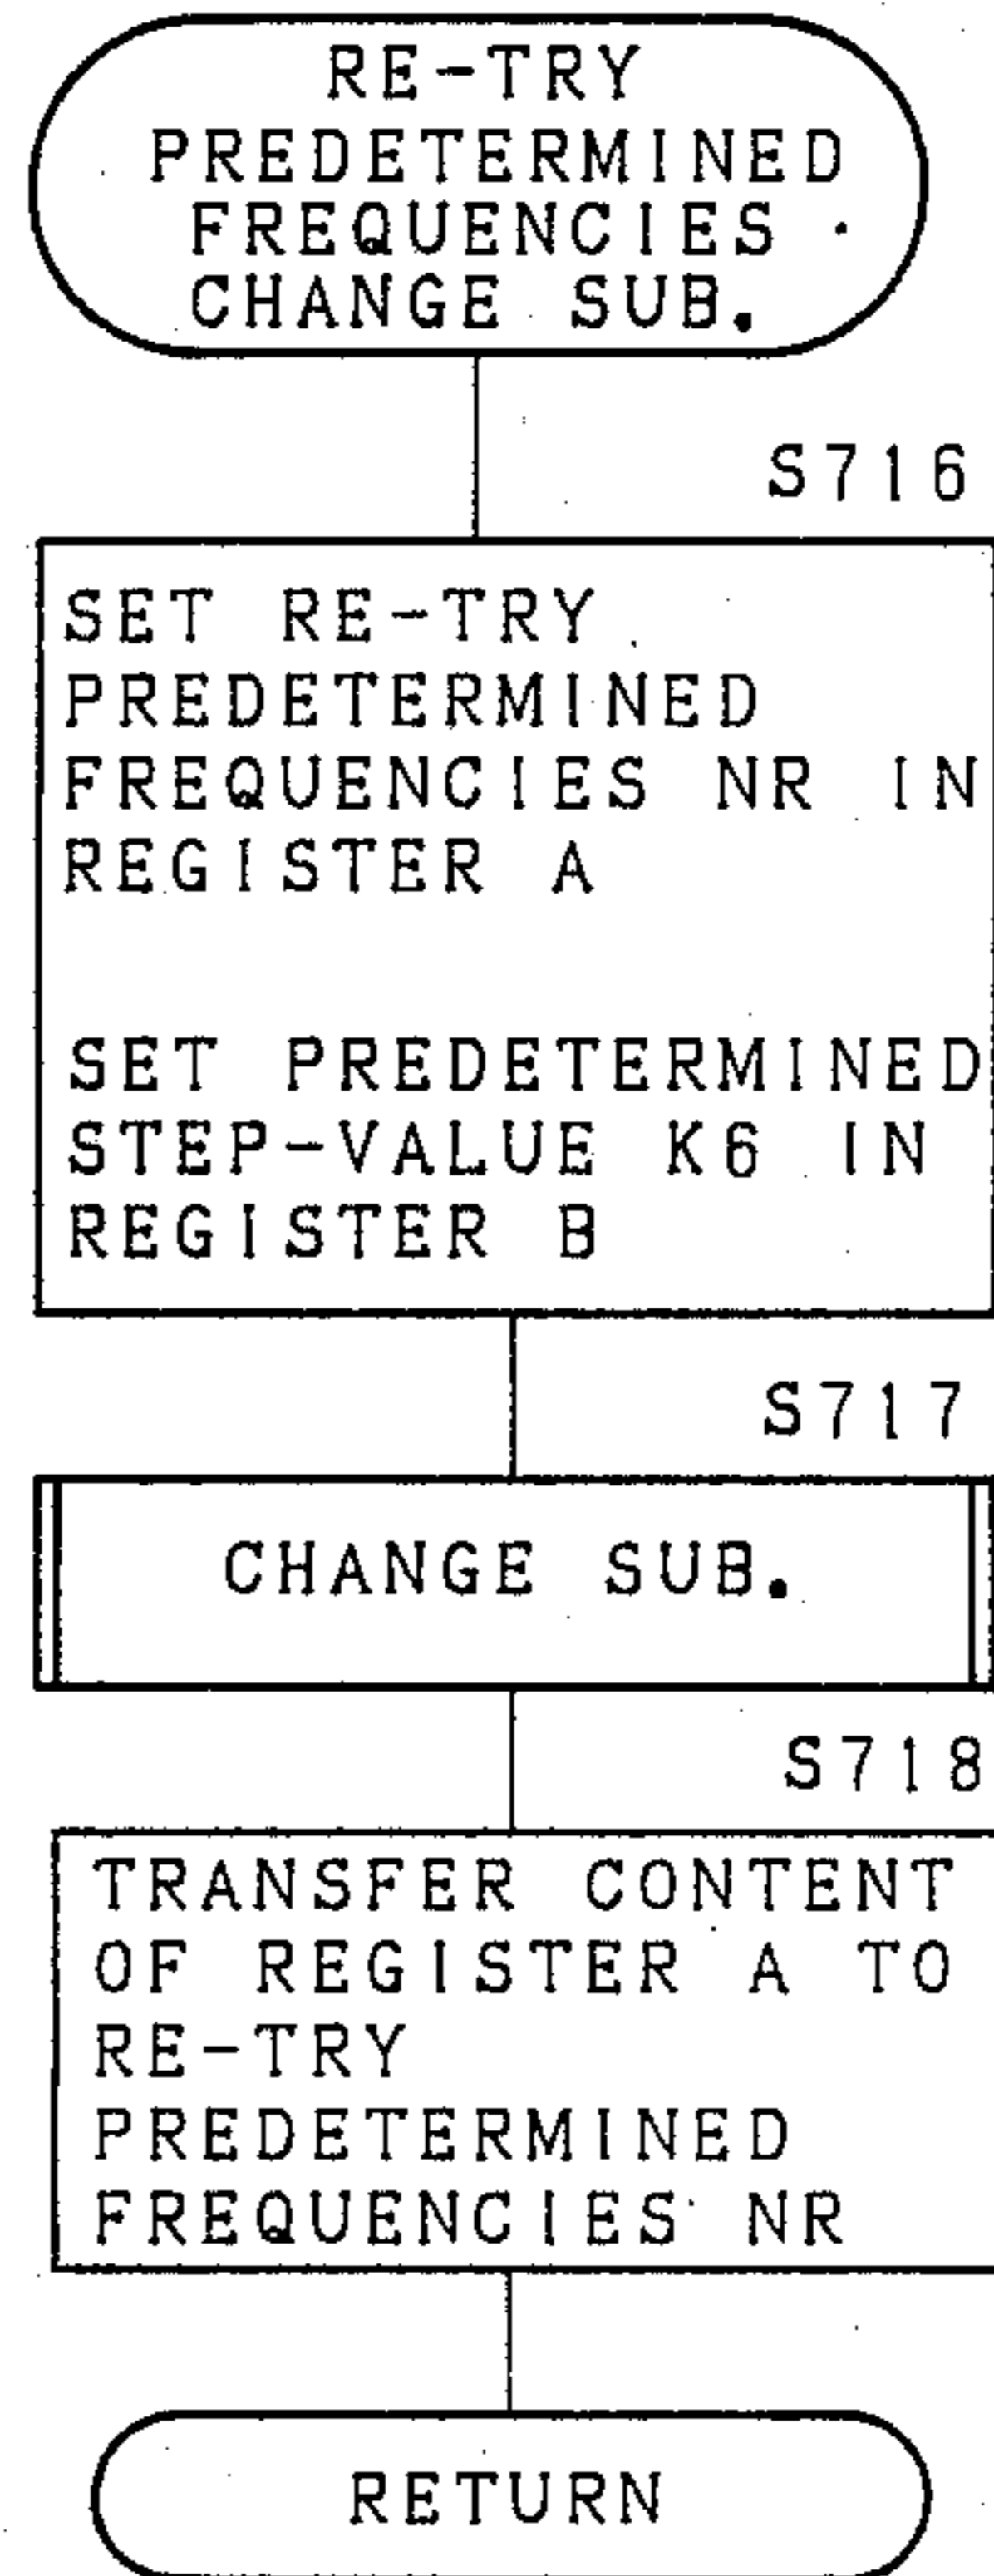 RE-TRY
PREDETERMINED
FREQUENCIES
CHANGE SUB.
S716
SET RE-TRY
PREDETERMINED
FREQUENCIES NR IN
REGISTER A
SET PREDETERMINED
STEP-VALUE K6 IN
REGISTER B
S717
CHANGE SUB.
S718
TRANSFER CONTENT
OF REGISTER A TO
RE-TRY
PREDETERMINED
FREQUENCIES NR
RETURN